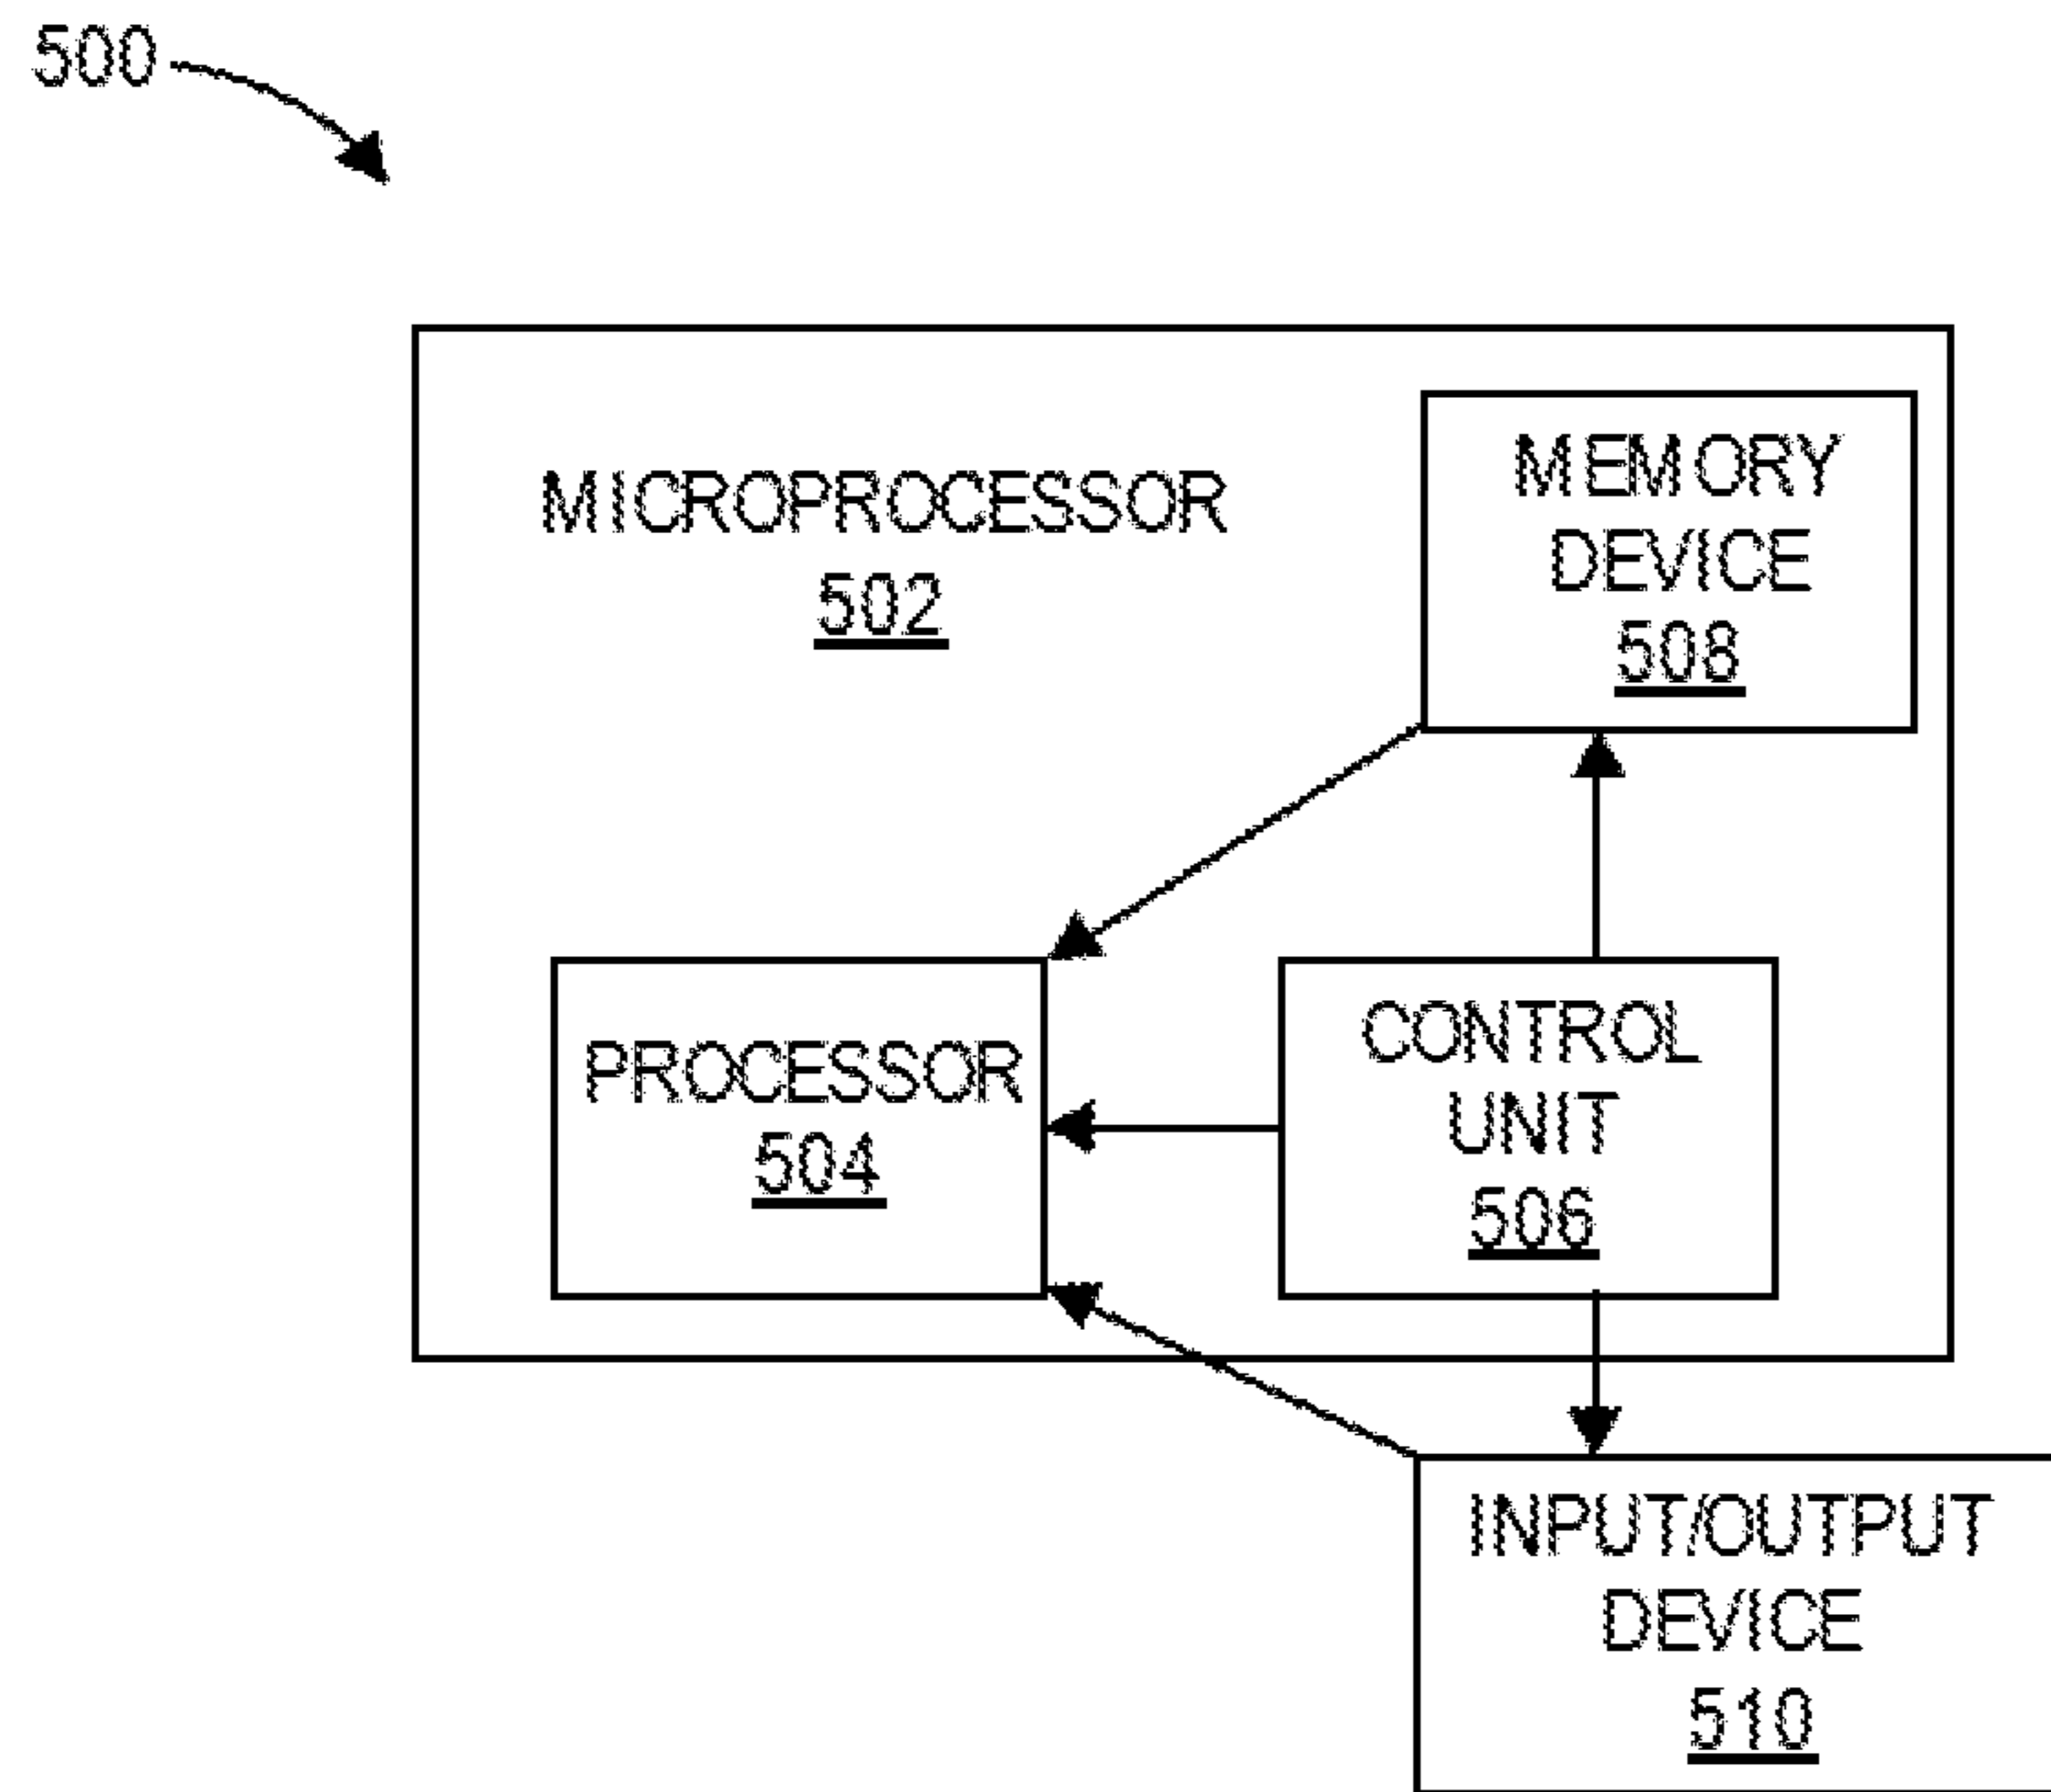 500
MICROPROCESSOR
502
MEMORY
DEVICE
508
PROCESSOR
504
CONTROL
UNIT
506
INPUT/OUTPUT
DEVICE
510